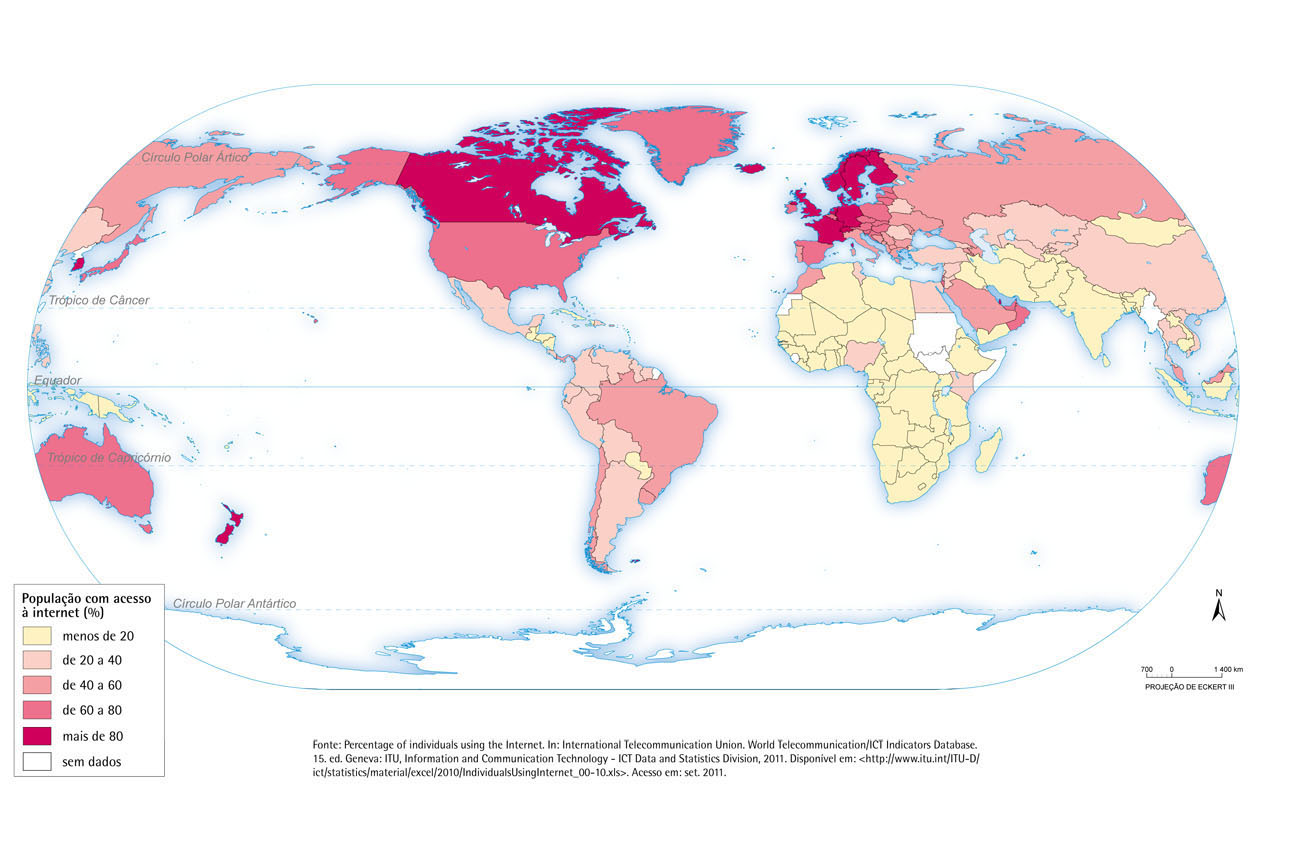 Círculo Polar Ártico
Trópico de Câncer
Equador
Trópico de Capricórnio
Círculo Polar Antártico
População com acesso
à internet (%)
menos de 20
de 20 a 40
de 40 a 60
de 60 a 80
mais de 80
sem dados
N
700 0 1 400 km
PROJEÇÃO DE ECKERT III
Fonte: Percentage of individuals using the Internet. In: International Telecommunication Union. World Telecommunication/ICT Indicators Database.
15. ed. Geneva: ITU, Information and Communication Technology - ICT Data and Statistics Division, 2011. Disponível em: <http://www.itu.int/ITU-D/
ict/statistics/material/excel/2010/IndividualsUsingInternet_00-10.xls>. Acesso em: set. 2011.